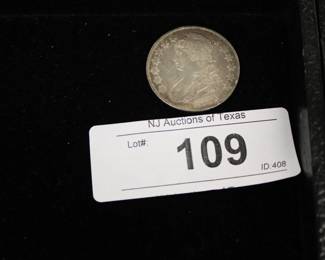 NJ Auctions of Texas
Lot#:
109
ID:408